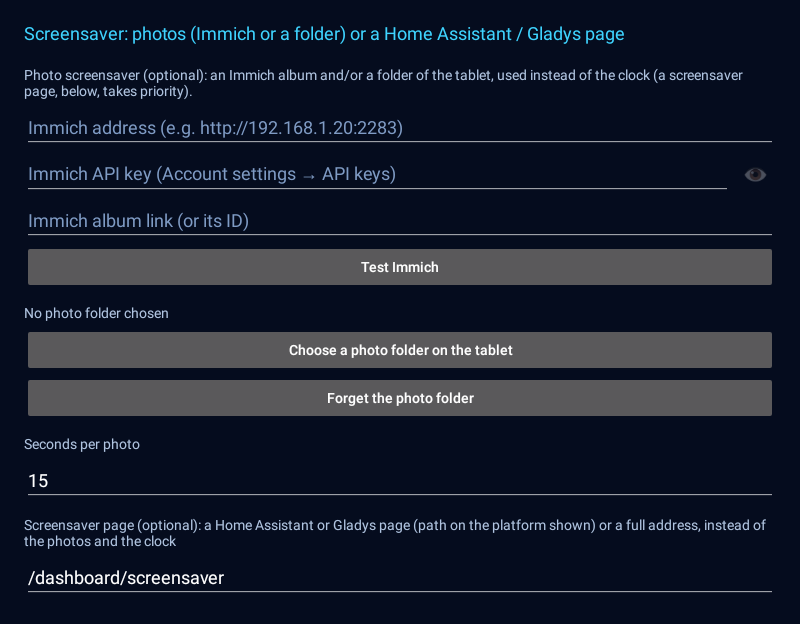 Screensaver: photos (Immich or a folder) or a Home Assistant / Gladys page
Photo screensaver (optional): an Immich album and/or a folder of the tablet, used instead of the clock (a screensaver
page, below, takes priority).
Immich address (e.g. http://192.168.1.20:2283)
Immich API key (Account settings → API keys)
Immich album link (or its ID)
Test Immich
No photo folder chosen
Choose a photo folder on the tablet
Forget the photo folder
Seconds per photo
15
Screensaver page (optional): a Home Assistant or Gladys page (path on the platform shown) or a full address, instead of
the photos and the clock
/dashboard/screensaver